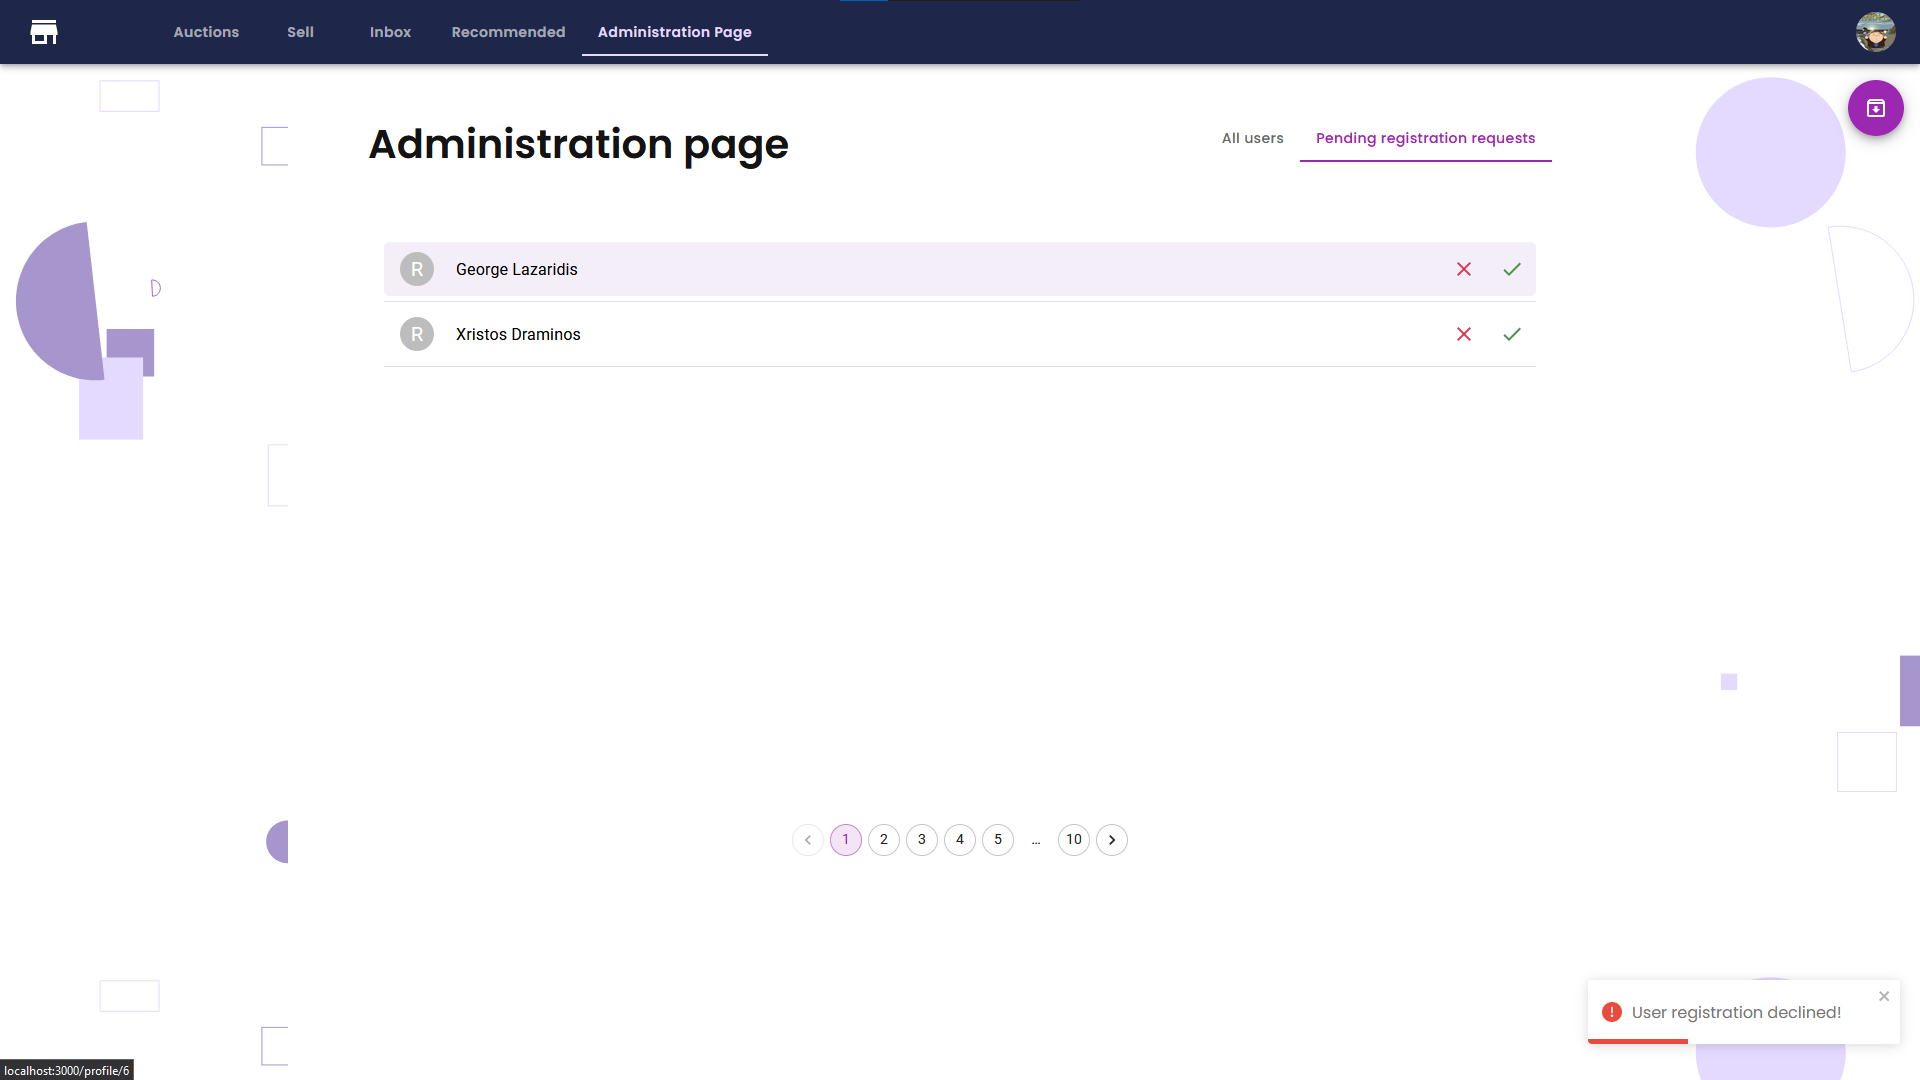 Auctions Sell Inbox Recommended Administration Page
Administration page
All users Pending registration requests
R George Lazaridis
R Xristos Draminos
1 2 3 4 5 ... 10
User registration declined!
localhost:3000/profile/6